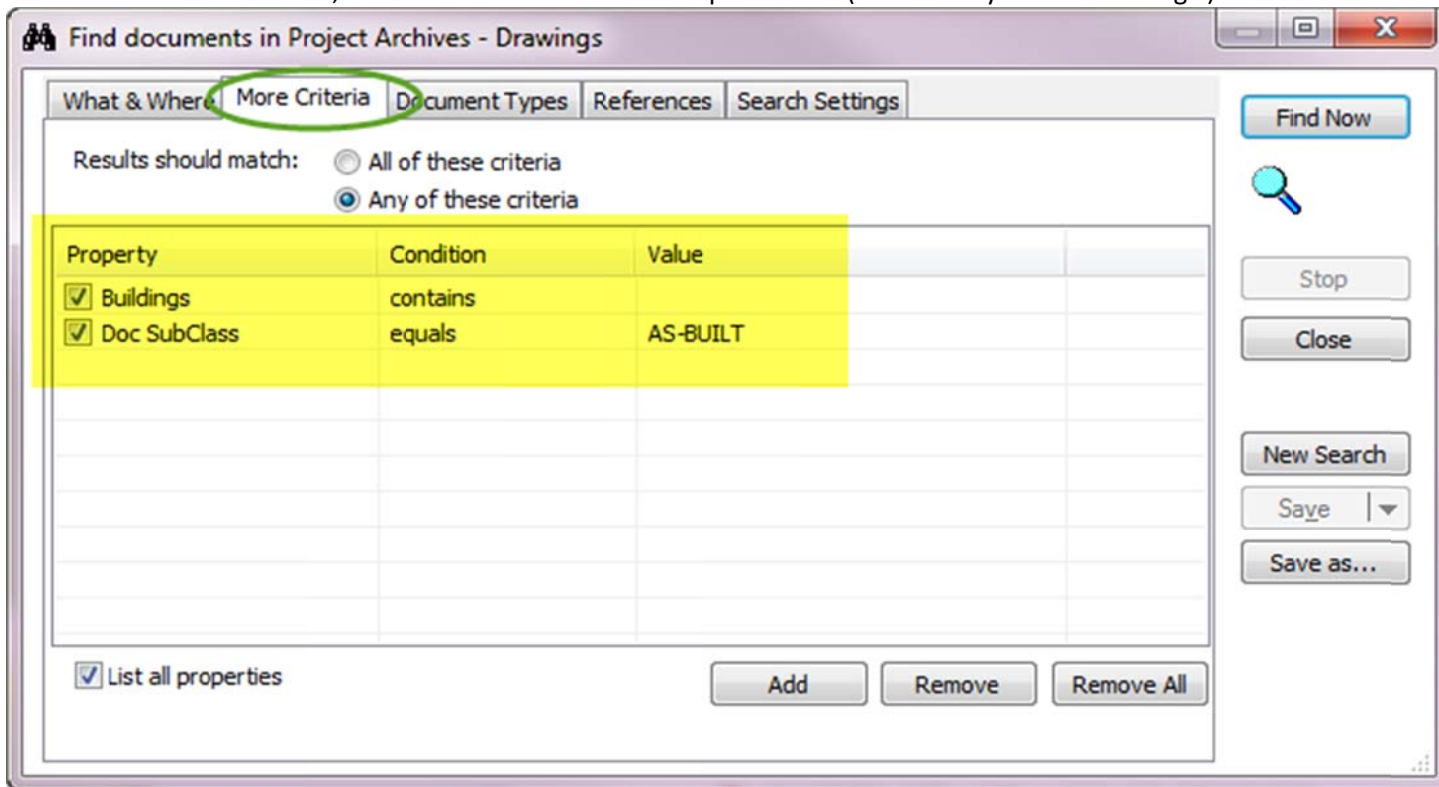 Find documents in Project Archives - Drawings
What & Where More Criteria Document Types References Search Settings
Results should match: All of these criteria
Any of these criteria
Property Condition Value
Buildings contains
Doc SubClass equals AS-BUILT
List all properties
Add Remove Remove All
Find Now
Stop
Close
New Search
Save
Save as...